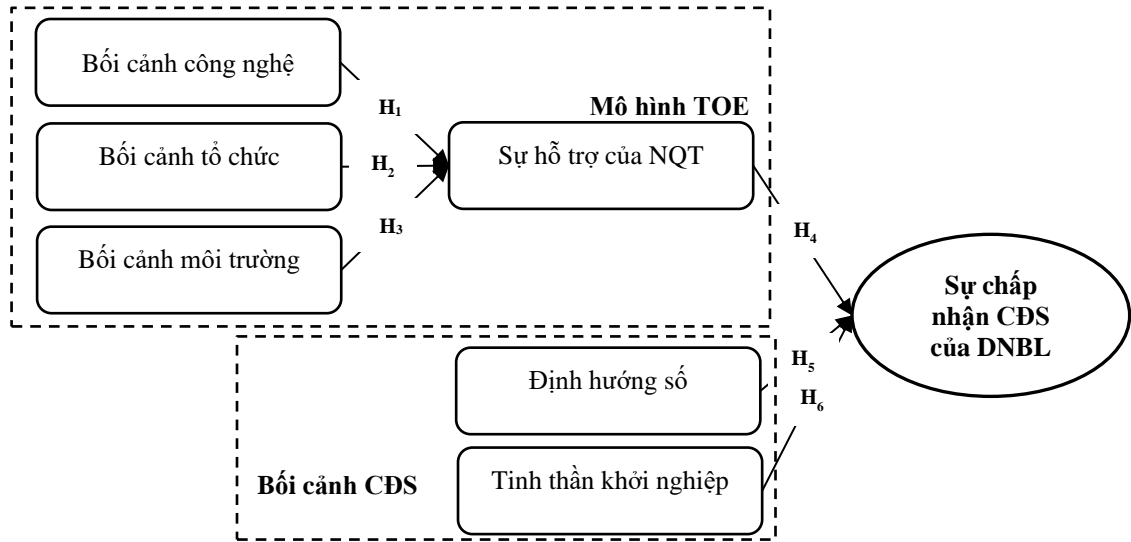 Bối cảnh công nghệ
H₁
Mô hình TOE
Bối cảnh tổ chức
H₂
Sự hỗ trợ của NQT
H₃
Bối cảnh môi trường
H₄
Sự chấp
nhận CĐS
của DNBL
Định hướng số
H₅
H₆
Bối cảnh CĐS
Tinh thần khởi nghiệp